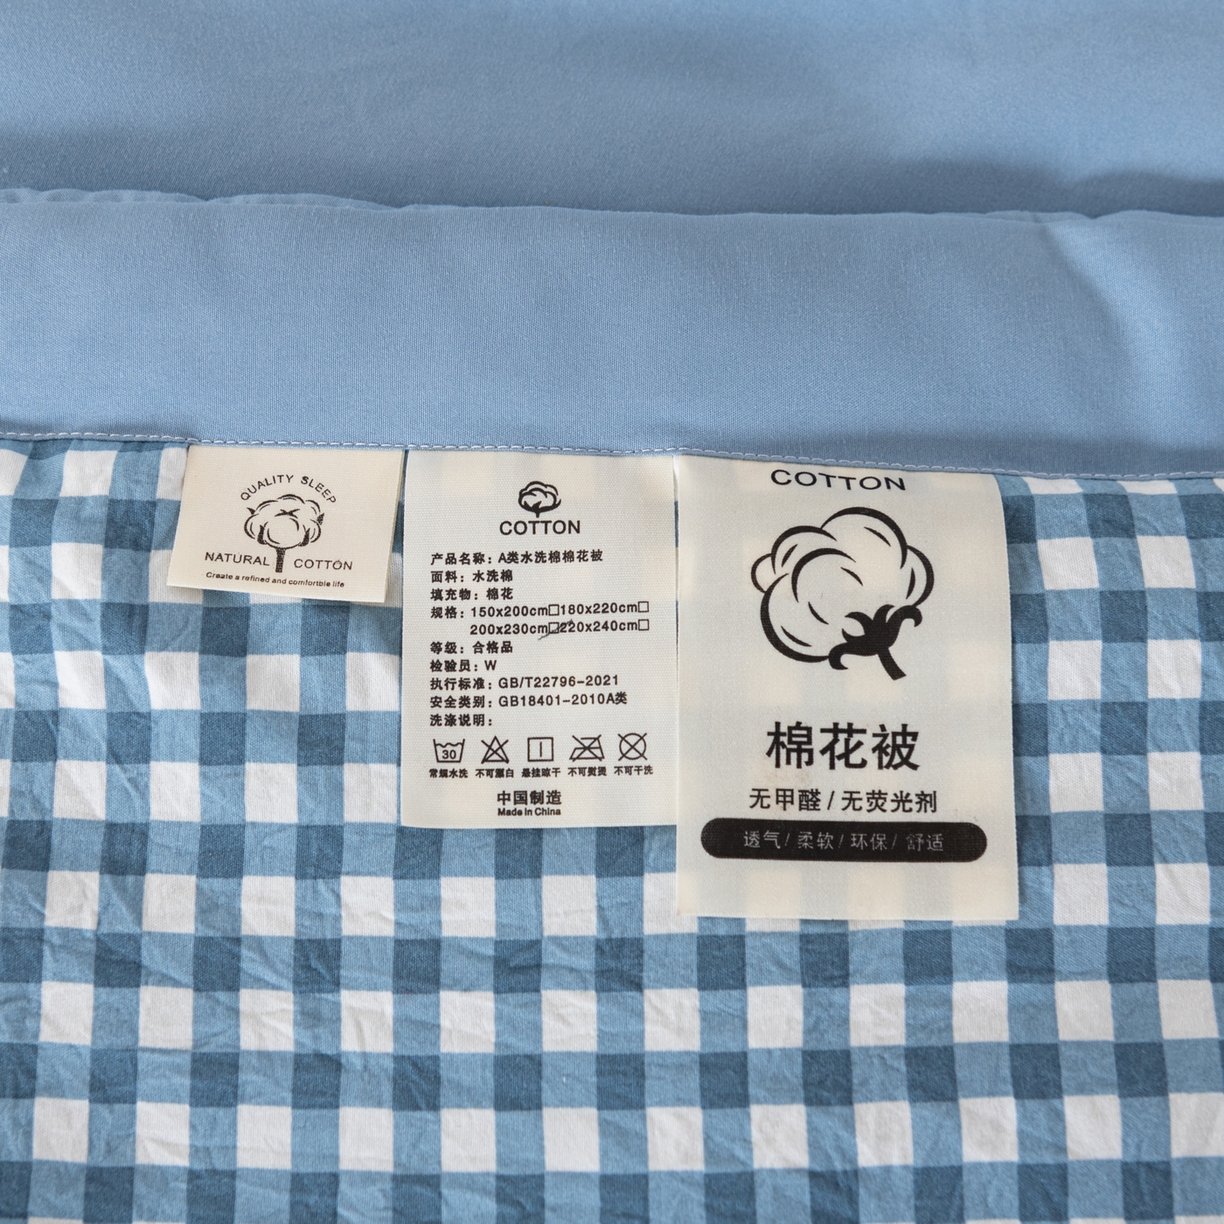 QUALITY SLEEP
NATURAL COTTON
Create a refined and comfortble life
COTTON
产品名称：A类水洗棉棉花被
面料：水洗棉
填充物：棉花
规格：150x200cm□180x220cm□
200x230cm☑220x240cm□
等级：合格品
检验员：W
执行标准：GB/T22796-2021
安全类别：GB18401-2010A类
洗涤说明：
30
常规水洗 不可漂白 悬挂晾干 不可熨烫 不可干洗
中国制造
Made in China
COTTON
棉花被
无甲醛/无荧光剂
透气/柔软/环保/舒适